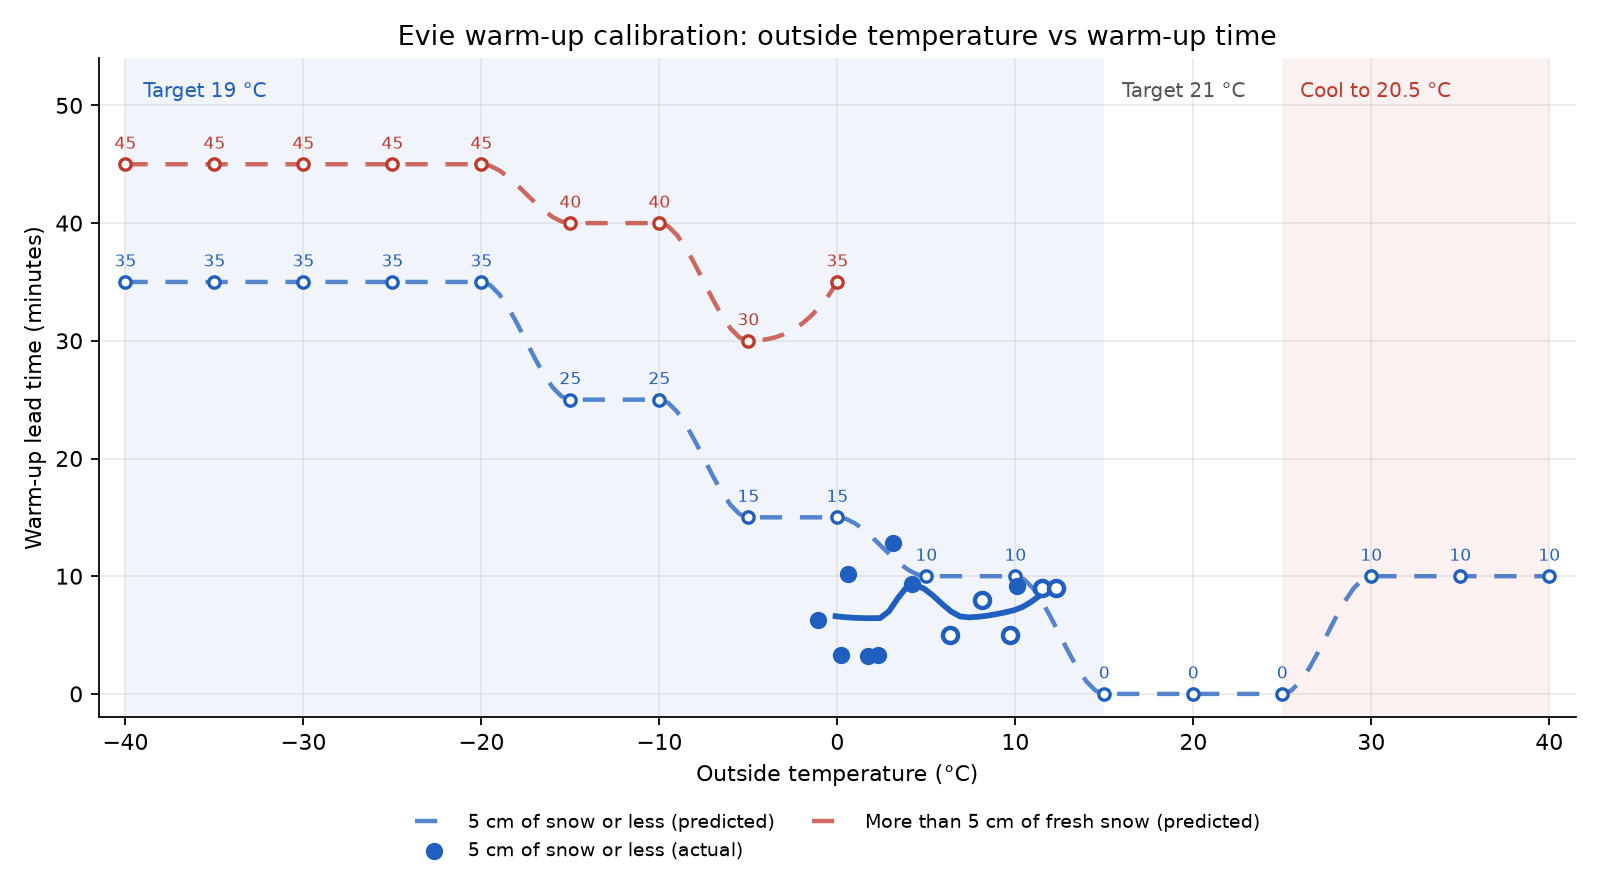 Evie warm-up calibration: outside temperature vs warm-up time
Target 19 °C
Target 21 °C
Cool to 20.5 °C
Warm-up lead time (minutes)
50
40
30
20
10
0
45 45 45 45 45
40 40
35
30
35 35 35 35 35
25 25
15 15
10 10
0 0 0
10 10 10
−40 −30 −20 −10 0 10 20 30 40
Outside temperature (°C)
5 cm of snow or less (predicted)
More than 5 cm of fresh snow (predicted)
5 cm of snow or less (actual)